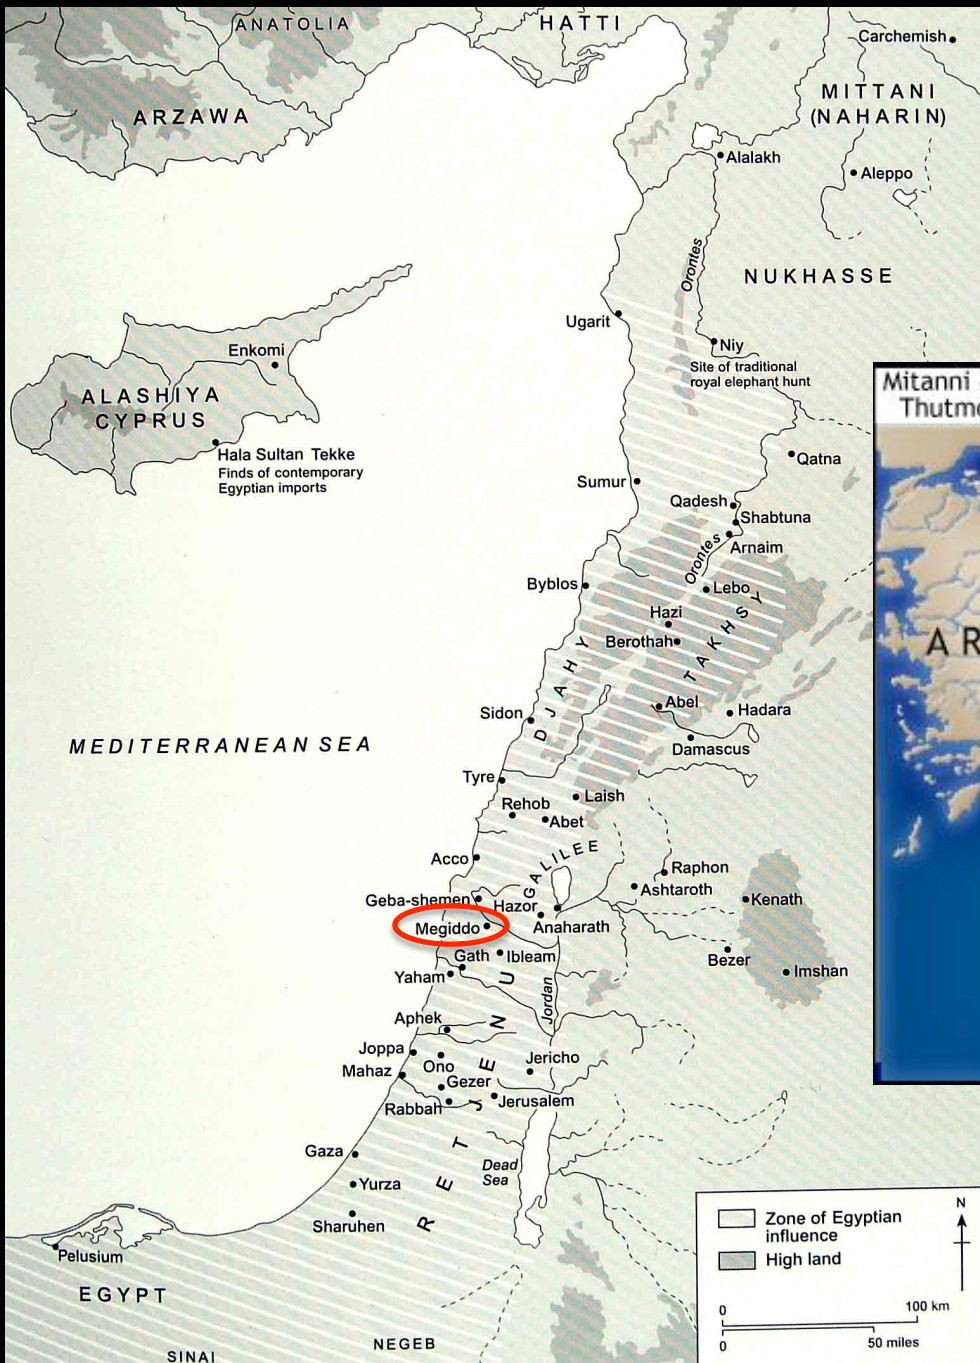 ANATOLIA
HATTI
Carchemish
ARZAWA
MITTANI
(NAHARIN)
Alalakh
Aleppo
Orontes
NUKHASSE
Ugarit
Niy
Site of traditional
royal elephant hunt
Enkomi
ALASHIYA
CYPRUS
Hala Sultan Tekke
Finds of contemporary
Egyptian imports
Mitanni
Qatna
Sumur
Qadesh
Shabtuna
Orontes
Arnaim
Byblos
Lebo
Hazi
Berothah
TAKHSY
DJAHY
Abel
Hadara
Sidon
Damascus
MEDITERRANEAN SEA
Tyre
Laish
Rehob
Abet
Acco
GALILEE
Raphon
Ashtaroth
Geba-shemen
Hazor
Kenath
Megiddo
Anaharath
Gath
Ibleam
Bezer
Imshan
Yaham
Jordan
Aphek
Joppa
Ono
Jericho
Mahaz
Gezer
Rabbah
Jerusalem
RETJENU
Gaza
Dead
Sea
Yurza
Sharuhen
Pelusium
EGYPT
NEGEB
SINAI
Zone of Egyptian
influence
High land
N
0 100 km
0 50 miles